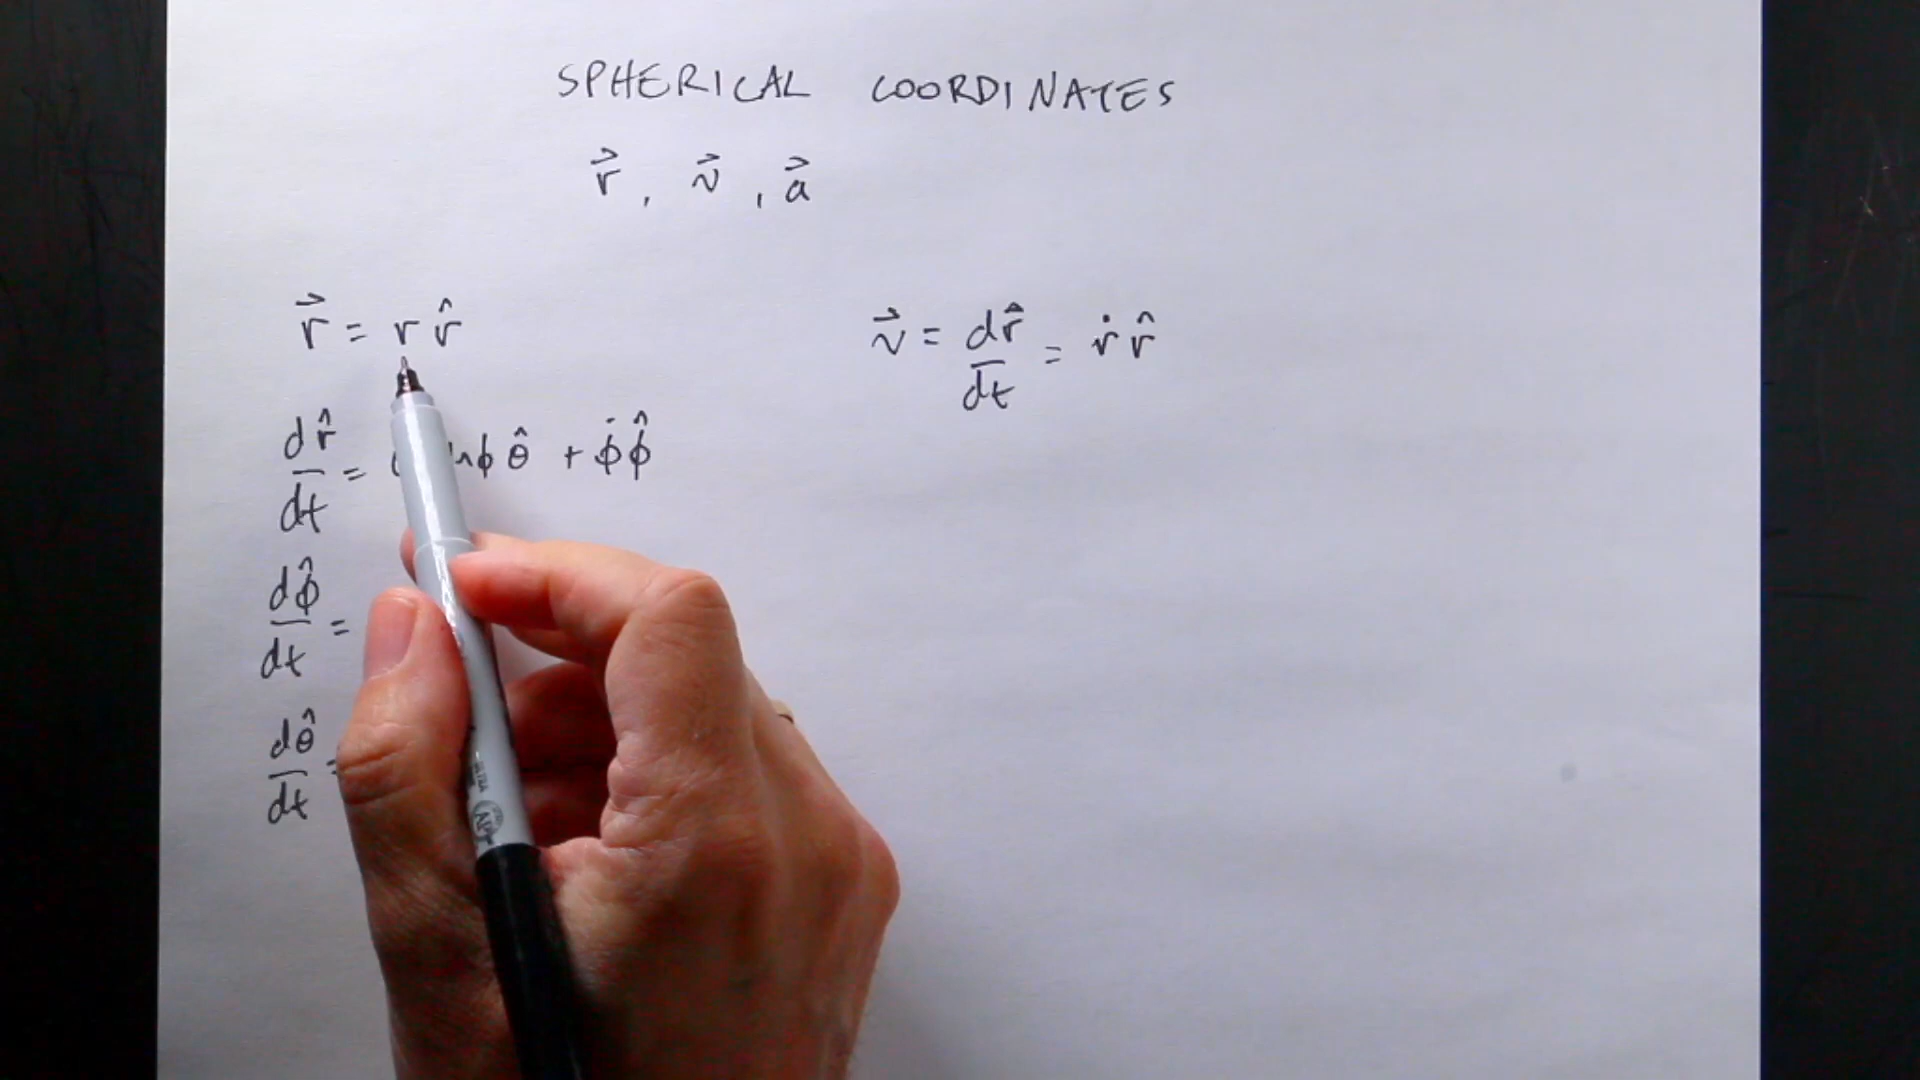 SPHERICAL COORDINATES
r⃗, v⃗, a⃗
r⃗ = r r̂
v⃗ = dr⃗/dt = ṙ r̂
dr̂/dt = ϕ θ̂ + ϕ̇ ϕ̂
dϕ̂/dt =
dθ̂/dt =